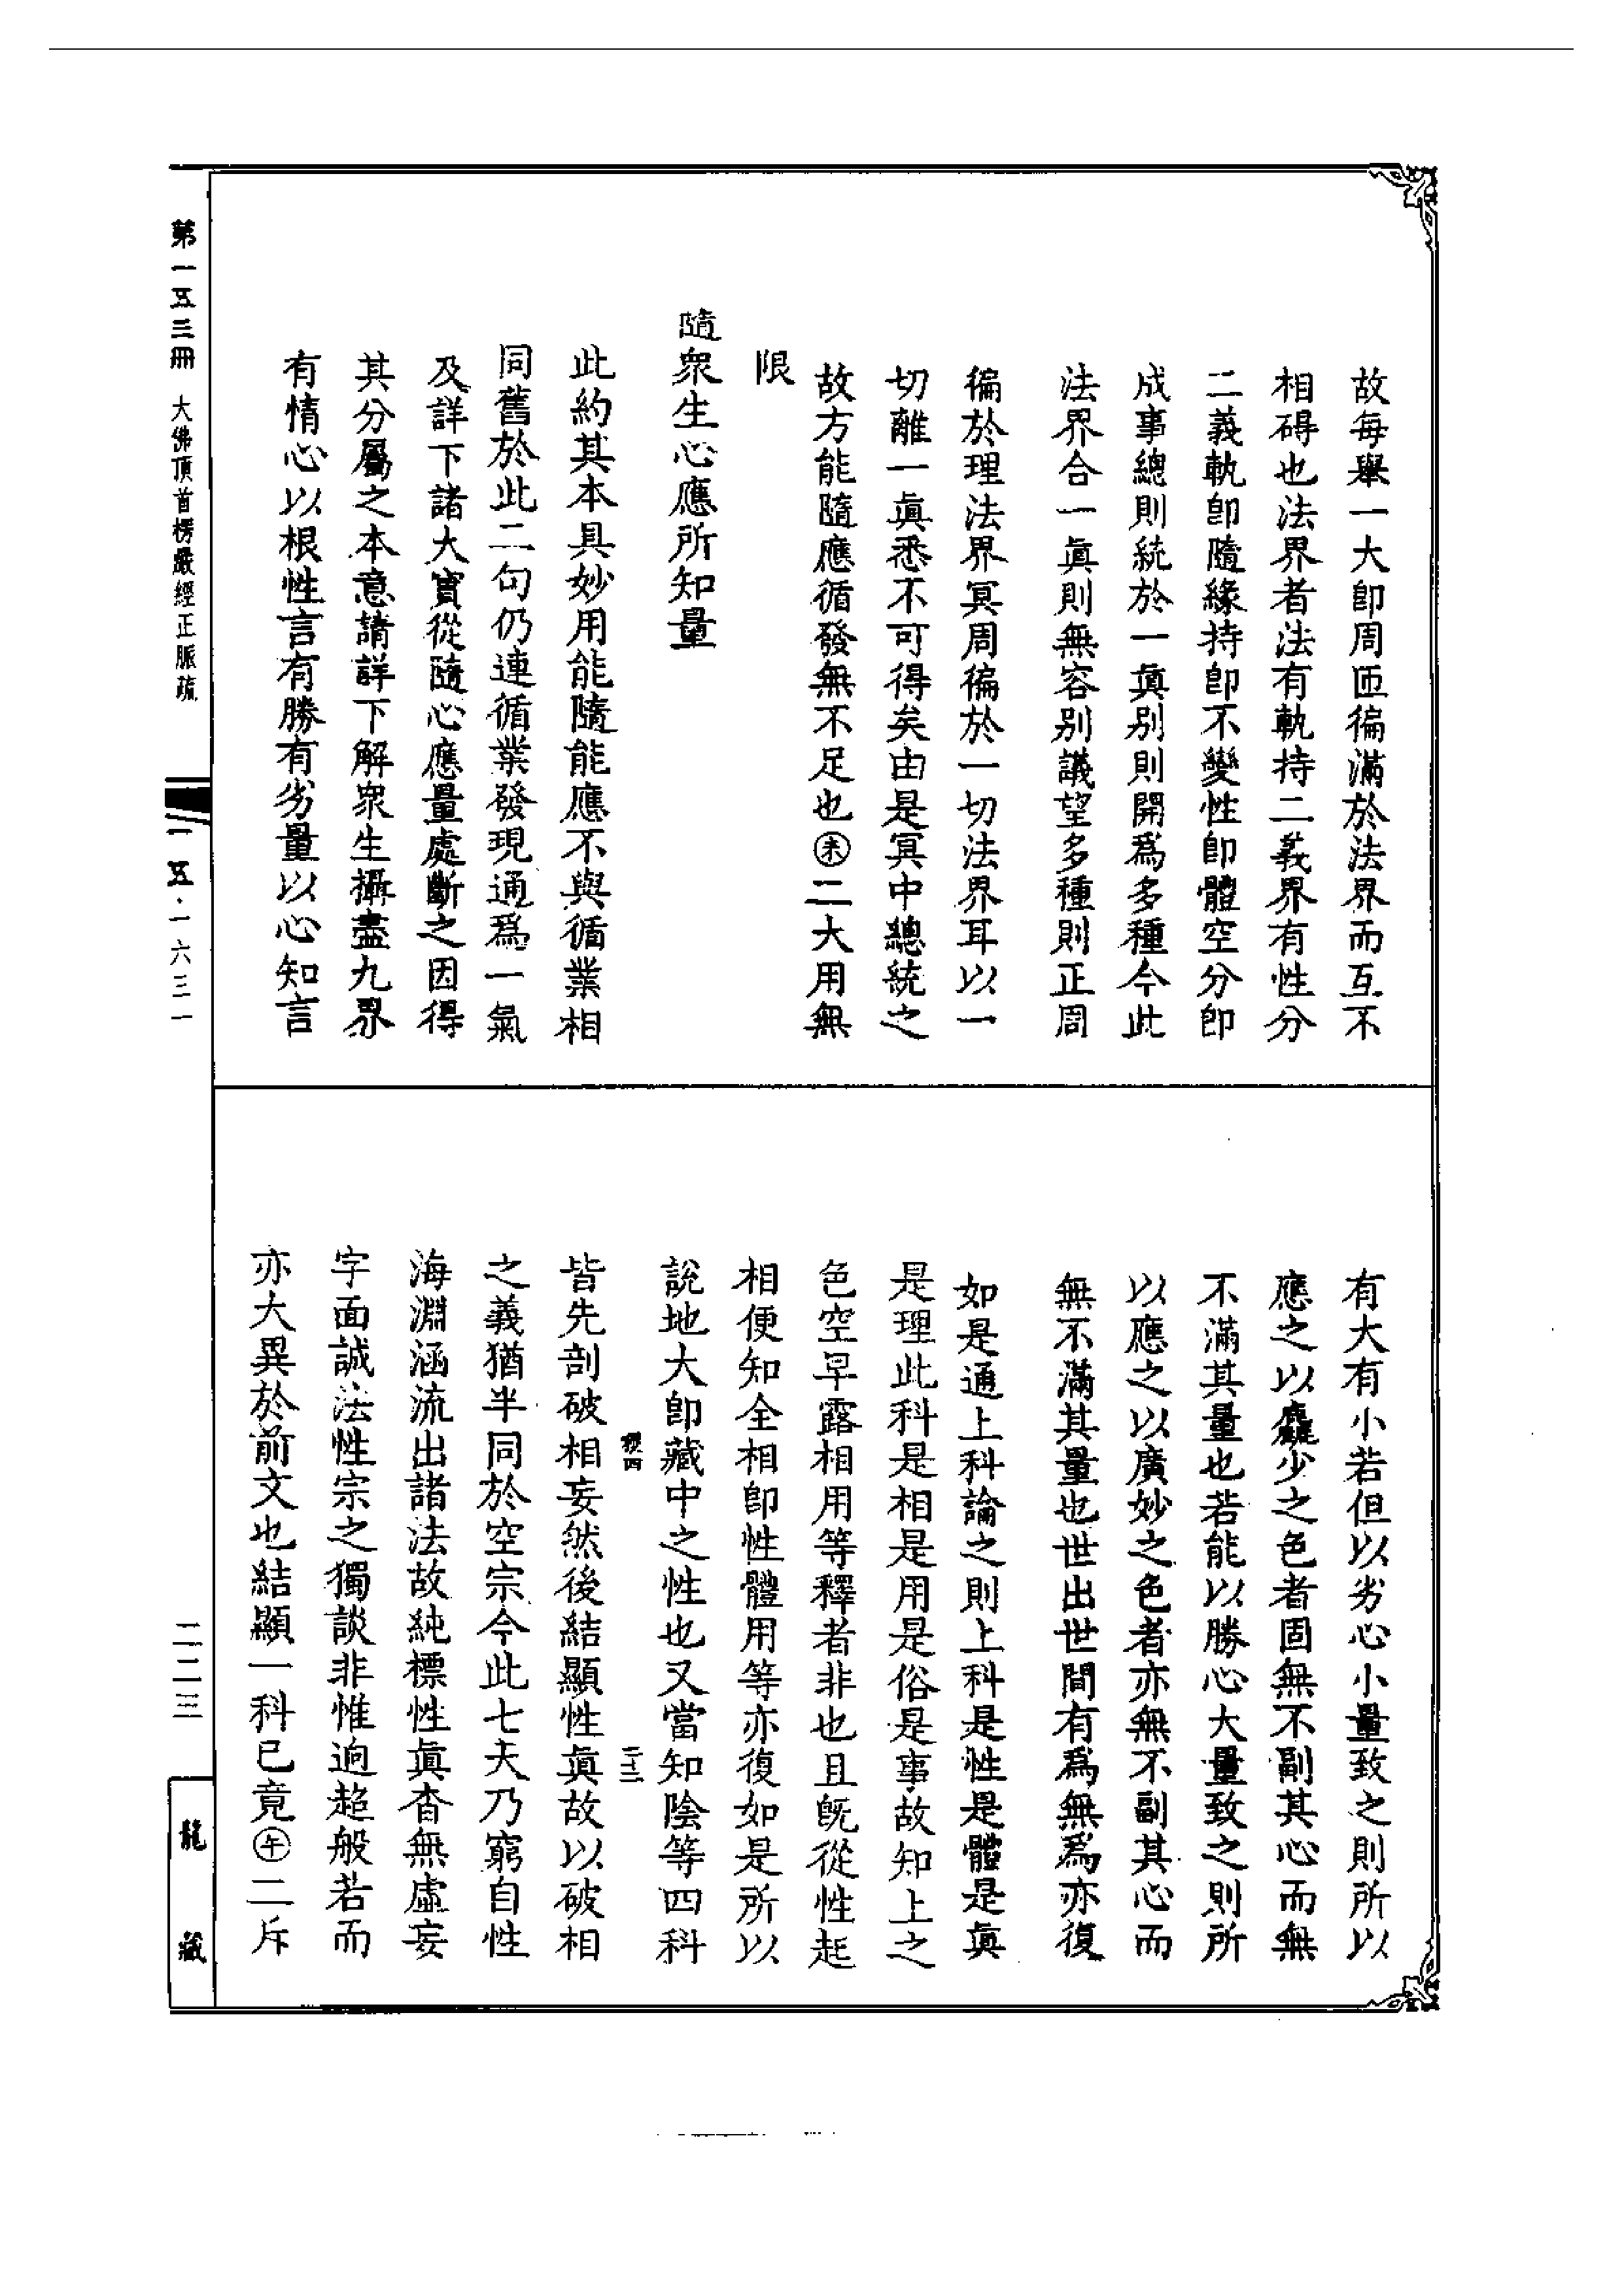 故每舉一大卽周匝徧滿於法界而互不
相碍也法界者法有軌持二義界有性分
二義軌卽隨緣持卽不變性卽體空分卽
成事總則統於一眞別則開爲多種今此
法界合一眞則無容別議望多種則正周
徧於理法界冥周徧於一切法界耳以一
切離一眞悉不可得矣由是冥中總統之
故方能隨應循發無不足也㊍二大用無
限
隨衆生心應所知量
此約其本具妙用能隨能應不與循業相
同舊於此二句仍連循業發現通爲一氣
及詳下諸大實從隨心應量處斷之因得
其分屬之本意請詳下解衆生攝盡九界
有情心以根性言有勝有劣量以心知言
有大有小若但以劣心小量致之則所以
應之以麤少之色者固無不副其心而無
不滿其量也若能以勝心大量致之則所
以應之以廣妙之色者亦無不副其心而
無不滿其量也世出世間有爲無爲亦復
如是通上科論之則上科是性是體是眞
是理此科是相是用是俗是事故知上之
色空早露相用等釋者非也且旣從性起
相便知全相卽性體用等亦復如是所以
說地大卽藏中之性也又當知陰等四科
皆先剖破相妄然後結顯性眞故以破相
之義猶半同於空宗今此七大乃窮自性
海淵涵流出諸法故純標性眞杳無虛妄
字面誠法性宗之獨談非惟逈超般若而
亦大異於前文也結顯一科已竟㊢二斥
第一五三冊 大佛頂首楞嚴經正脈疏
一五·一六三一
二二三
龍藏